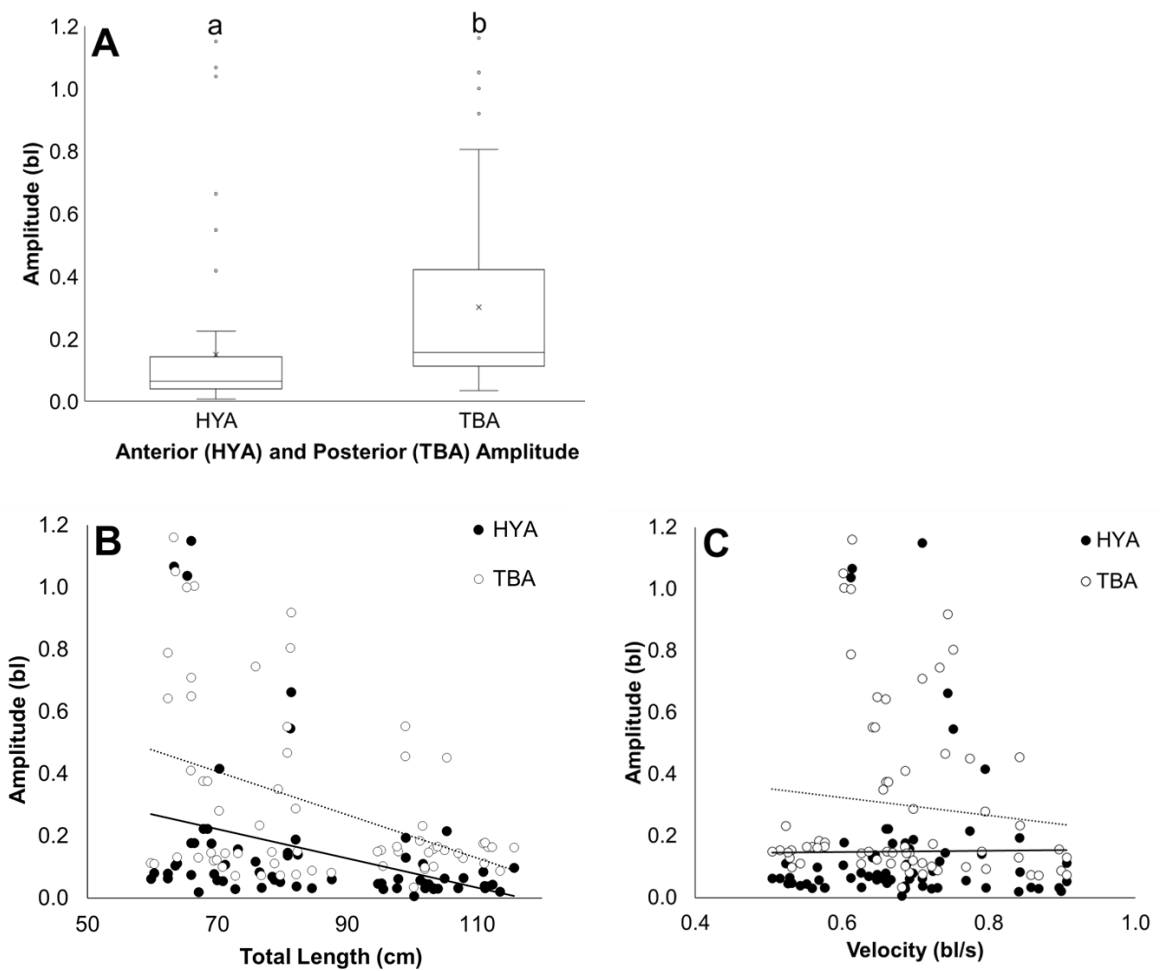 A
a
b
1.2
1.0
0.8
0.6
0.4
0.2
0.0
Amplitude (bl)
HYA
TBA
Anterior (HYA) and Posterior (TBA) Amplitude
B
HYA
TBA
1.2
1.0
0.8
0.6
0.4
0.2
0.0
Amplitude (bl)
50 70 90 110
Total Length (cm)
C
HYA
TBA
1.2
1.0
0.8
0.6
0.4
0.2
0.0
Amplitude (bl)
0.4 0.6 0.8 1.0
Velocity (bl/s)